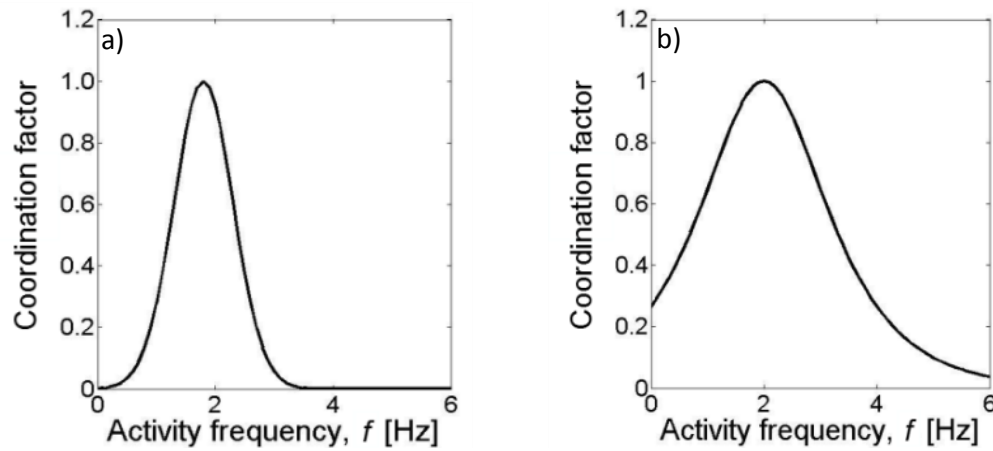 a)
1.2
1.0
0.8
0.6
0.4
0.2
0
Coordination factor
0 2 4 6
Activity frequency, f [Hz]
b)
1.2
1
0.8
0.6
0.4
0.2
0
Coordination factor
0 2 4 6
Activity frequency, f [Hz]